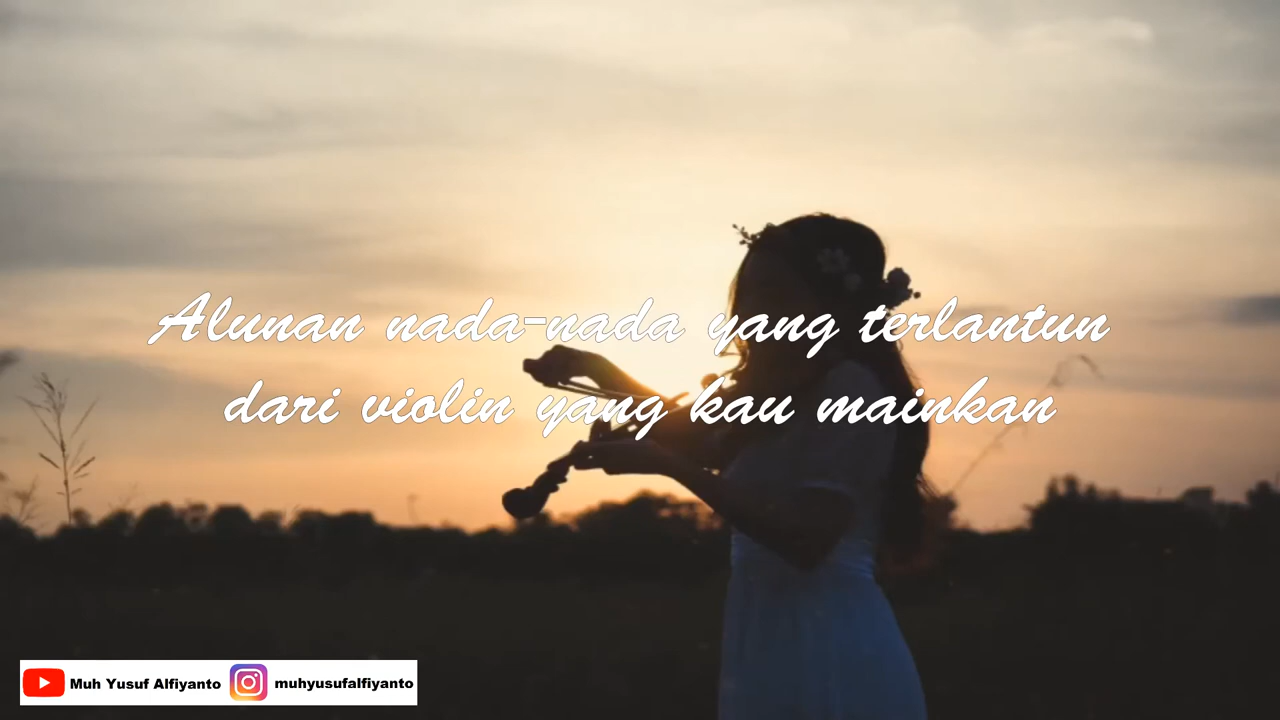 Alunan nada-nada yang terlantun
dari violin yang kau mainkan
Muh Yusuf Alfiyanto muhyusufalfiyanto